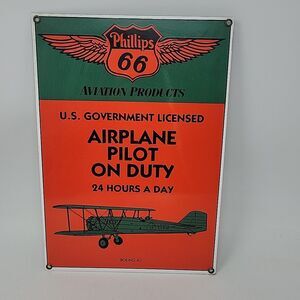 Phillips
66
AVIATION PRODUCTS
U.S. GOVERNMENT LICENSED
AIRPLANE
PILOT
ON DUTY
24 HOURS A DAY